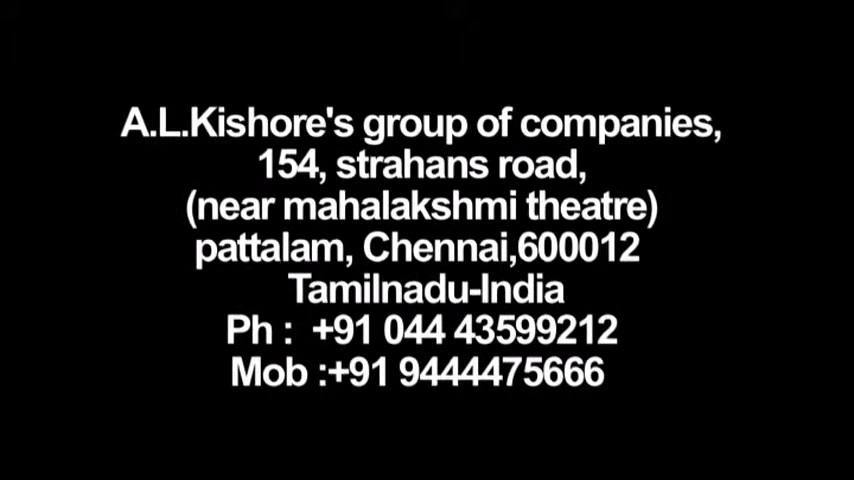 A.L.Kishore's group of companies,
154, strahans road,
(near mahalakshmi theatre)
pattalam, Chennai,600012
Tamilnadu-India
Ph : +91 044 43599212
Mob :+91 9444475666